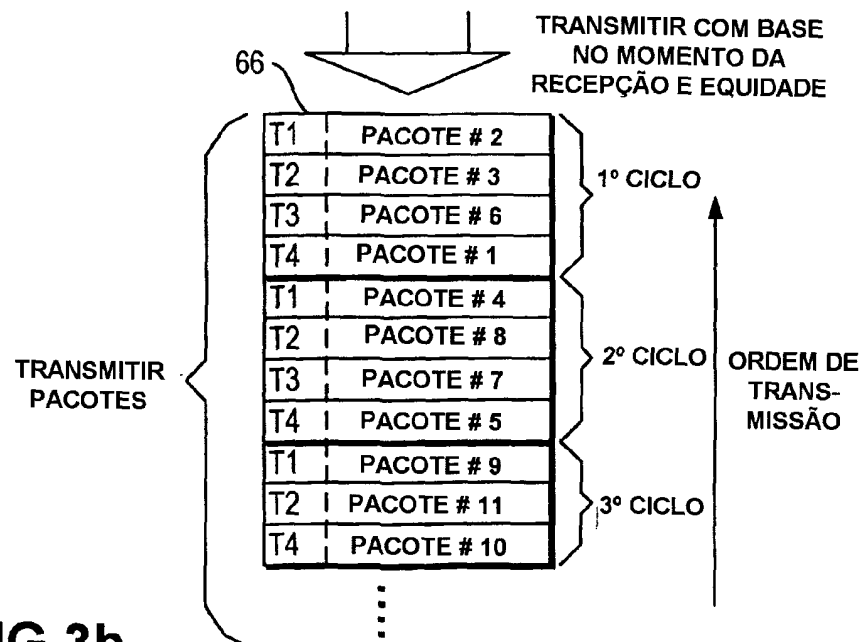 TRANSMITIR COM BASE
NO MOMENTO DA
RECEPÇÃO E EQUIDADE
66
T1 PACOTE # 2
T2 PACOTE # 3
T3 PACOTE # 6
T4 PACOTE # 1
1º CICLO
T1 PACOTE # 4
T2 PACOTE # 8
T3 PACOTE # 7
T4 PACOTE # 5
2º CICLO
T1 PACOTE # 9
T2 PACOTE # 11
T4 PACOTE # 10
3º CICLO
TRANSMITIR
PACOTES
ORDEM DE
TRANS-
MISSÃO